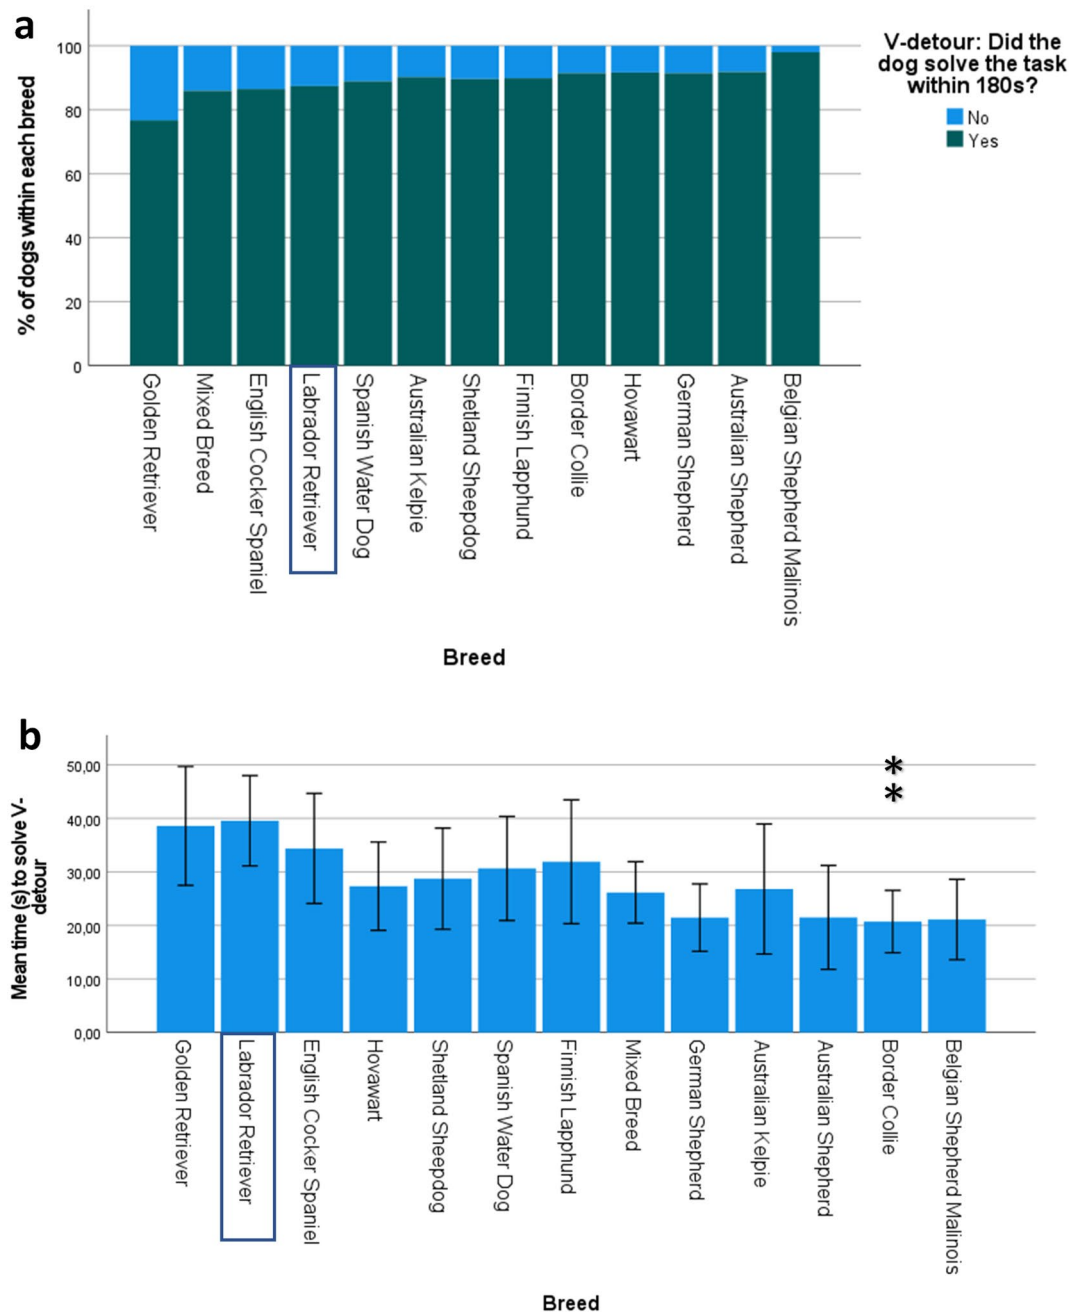 a
100
80
60
40
20
0
% of dogs within each breed
V-detour: Did the
dog solve the task
within 180s?
No
Yes
Golden Retriever
Mixed Breed
English Cocker Spaniel
Labrador Retriever
Spanish Water Dog
Australian Kelpie
Shetland Sheepdog
Finnish Lapphund
Border Collie
Hovawart
German Shepherd
Australian Shepherd
Belgian Shepherd Malinois
Breed
b
50,00
40,00
30,00
20,00
10,00
0,00
Mean time (s) to solve V-
detour
*
*
Golden Retriever
Labrador Retriever
English Cocker Spaniel
Hovawart
Shetland Sheepdog
Spanish Water Dog
Finnish Lapphund
Mixed Breed
German Shepherd
Australian Kelpie
Australian Shepherd
Border Collie
Belgian Shepherd Malinois
Breed